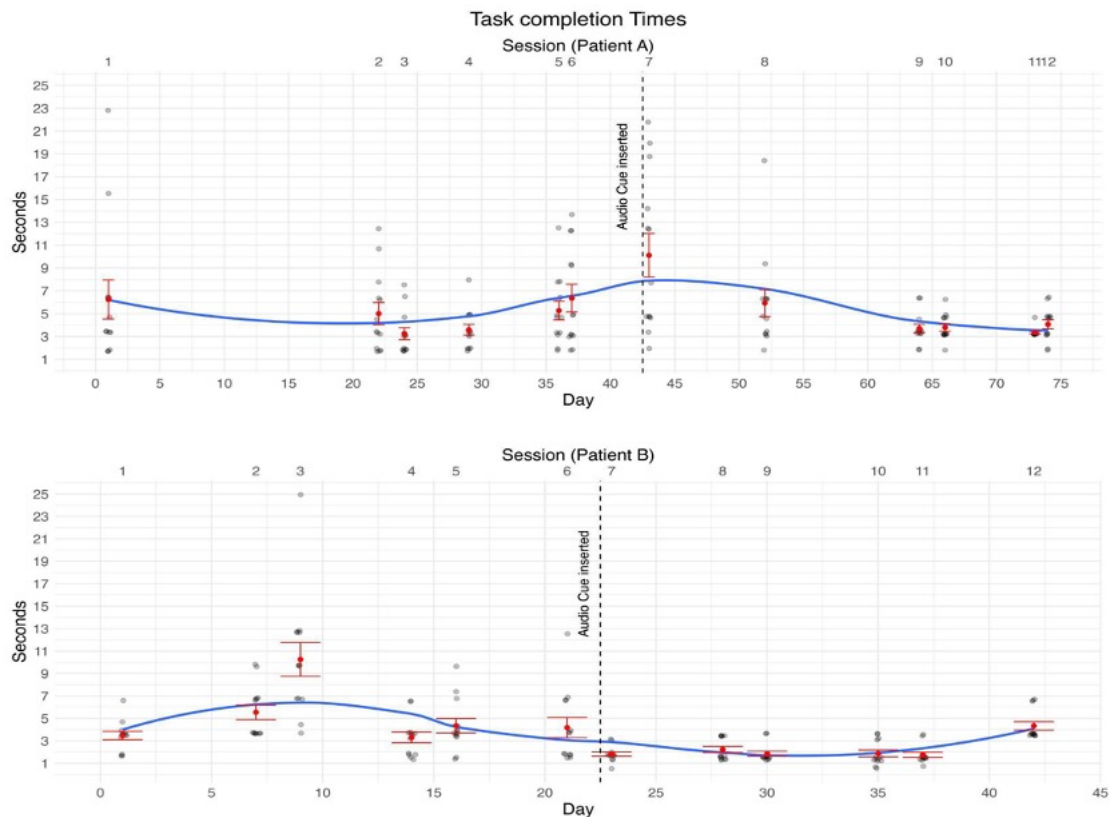 Task completion Times
Session (Patient A)
1 2 3 4 5 6 7 8 9 10 1112
25
23
21
19
17
15
13
11
9
7
5
3
1
Seconds
Audio Cue inserted
0 5 10 15 20 25 30 35 40 45 50 55 60 65 70 75
Day
Session (Patient B)
1 2 3 4 5 6 7 8 9 10 11 12
25
23
21
19
17
15
13
11
9
7
5
3
1
Seconds
Audio Cue inserted
0 5 10 15 20 25 30 35 40 45
Day